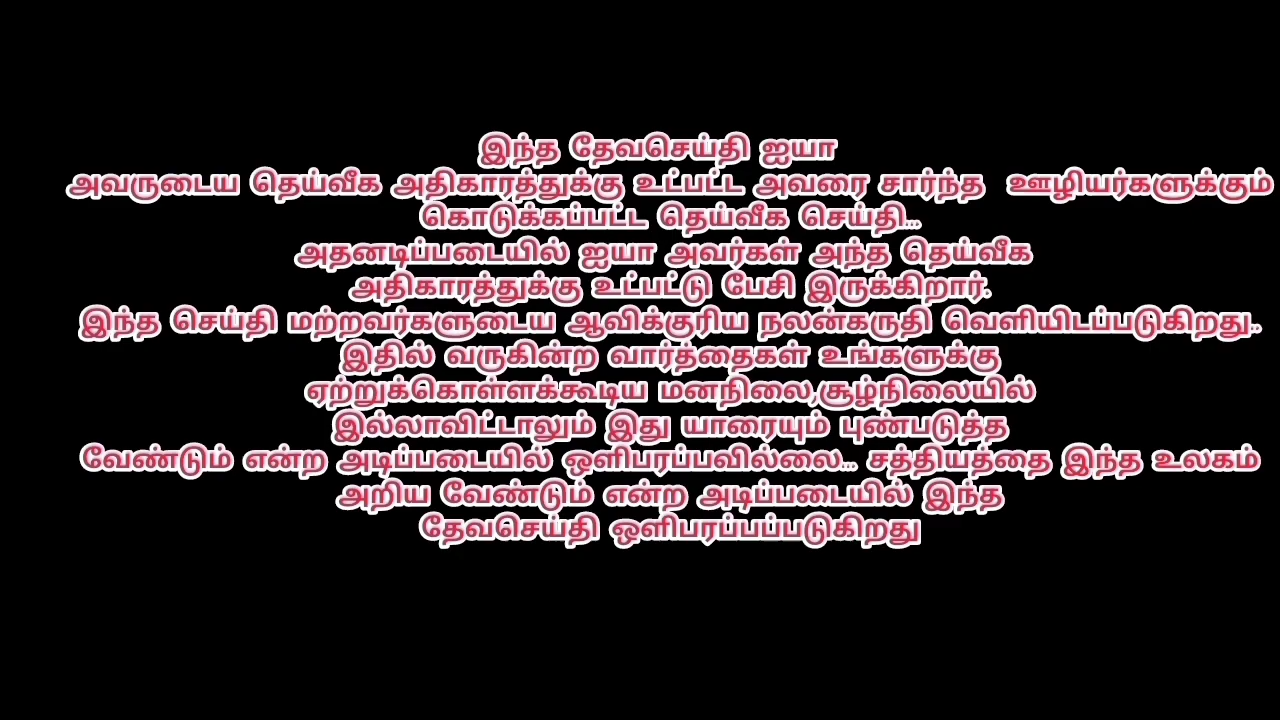 இந்த தேவசெய்தி ஐயா
அவருடைய தெய்வீக அதிகாரத்துக்கு உட்பட்ட அவரை சார்ந்த ஊழியர்களுக்கும்
கொடுக்கப்பட்ட தெய்வீக செய்தி...
அதனடிப்படையில் ஐயா அவர்கள் அந்த தெய்வீக
அதிகாரத்துக்கு உட்பட்டு பேசி இருக்கிறார்.
இந்த செய்தி மற்றவர்களுடைய ஆவிக்குரிய நலன்கருதி வெளியிடப்படுகிறது..
இதில் வருகின்ற வார்த்தைகள் உங்களுக்கு
ஏற்றுக்கொள்ளக்கூடிய மனநிலை,சூழ்நிலையில்
இல்லாவிட்டாலும் இது யாரையும் புண்படுத்த
வேண்டும் என்ற அடிப்படையில் ஒளிபரப்பவில்லை... சத்தியத்தை இந்த உலகம்
அறிய வேண்டும் என்ற அடிப்படையில் இந்த
தேவசெய்தி ஒளிபரப்பப்படுகிறது